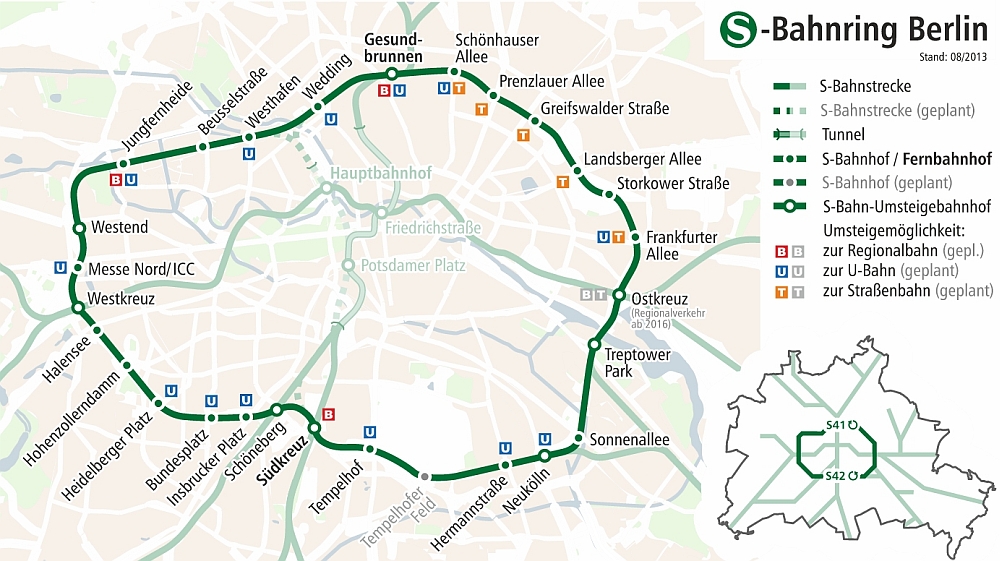 S-Bahnring Berlin
Stand: 08/2013
S-Bahnstrecke
S-Bahnstrecke (geplant)
Tunnel
S-Bahnhof / Fernbahnhof
S-Bahnhof (geplant)
S-Bahn-Umsteigebahnhof
Umsteigemöglichkeit:
B B zur Regionalbahn (gepl.)
U U zur U-Bahn (geplant)
T T zur Straßenbahn (geplant)
Gesund-
brunnen
B U
Schönhauser
Allee
U T
Prenzlauer Allee
T
Greifswalder Straße
T
Landsberger Allee
T
Storkower Straße
Frankfurter
Allee
U T
Ostkreuz
(Regionalverkehr
ab 2016)
B T
Treptower
Park
Sonnenallee
Neukölln
U
Hermannstraße
U
Tempelhofer
Feld
Tempelhof
U
Südkreuz
B
Schöneberg
Insbrucker Platz
U
Bundesplatz
U
Heidelberger Platz
U
Hohenzollerndamm
Halensee
Westkreuz
Messe Nord/ICC
U
Westend
Jungfernheide
B U
Beusselstraße
Westhafen
U
Wedding
U
Hauptbahnhof
Friedrichstraße
Potsdamer Platz
S41
S42